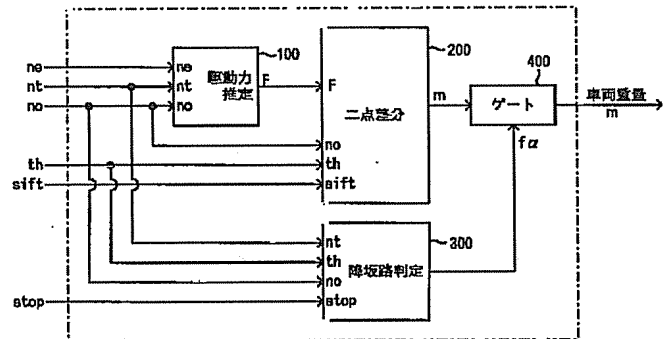 ne
nt
no
th
sift
stop
ne
nt
no
駆動力
推定
F
100
F
二点差分
no
th
sift
200
m
ゲート
400
車両重量
m
fα
nt
th
no
stop
降坂路判定
300